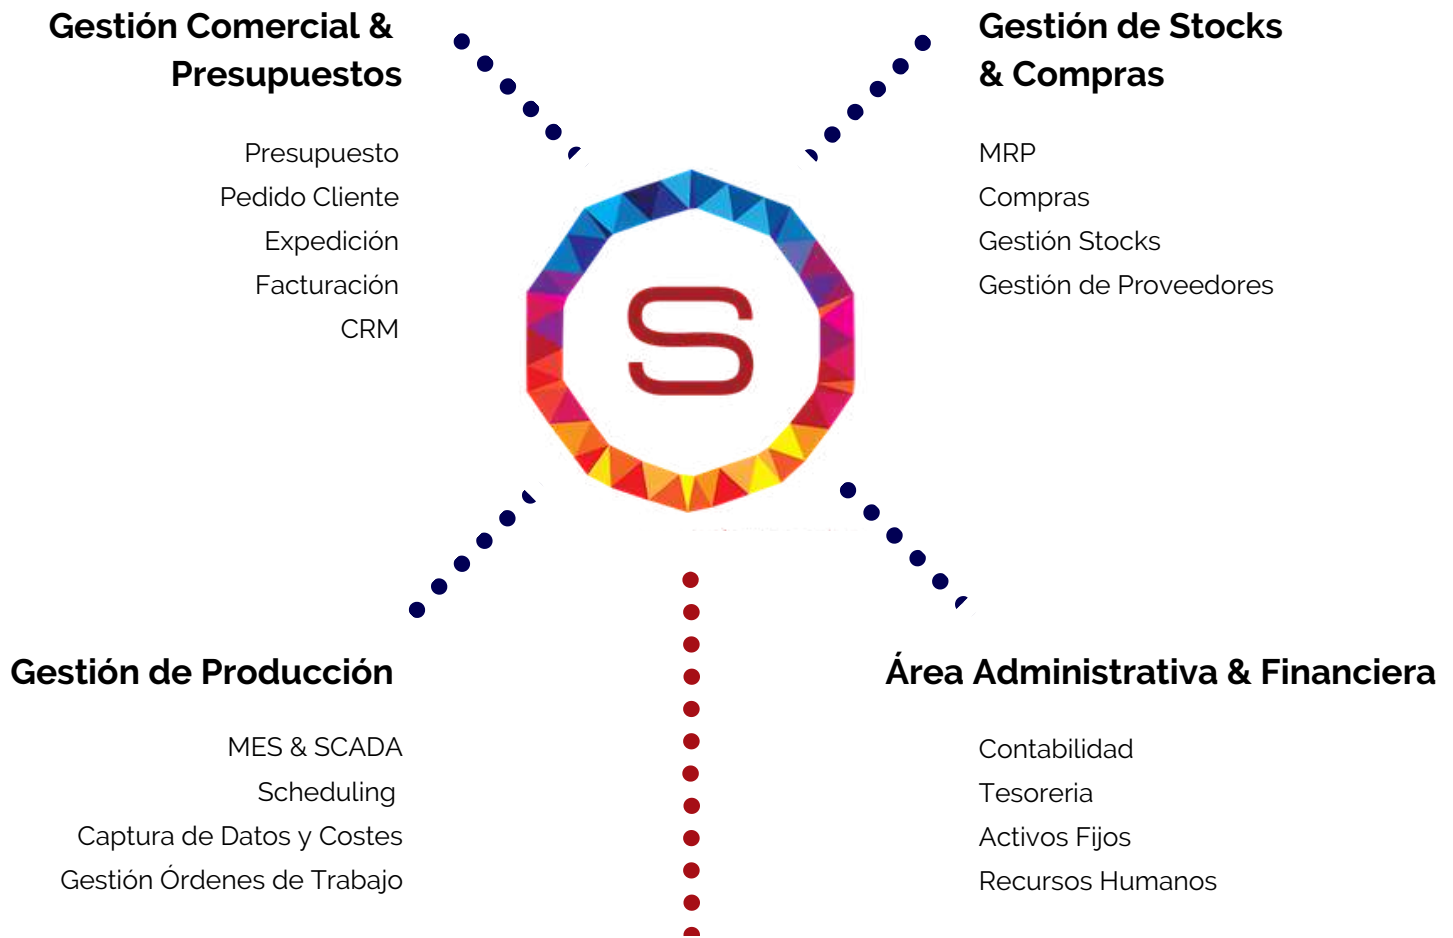 Gestión Comercial &
Presupuestos
Presupuesto
Pedido Cliente
Expedición
Facturación
CRM
Gestión de Stocks
& Compras
MRP
Compras
Gestión Stocks
Gestión de Proveedores
S
Gestión de Producción
MES & SCADA
Scheduling
Captura de Datos y Costes
Gestión Órdenes de Trabajo
Área Administrativa & Financiera
Contabilidad
Tesoreria
Activos Fijos
Recursos Humanos